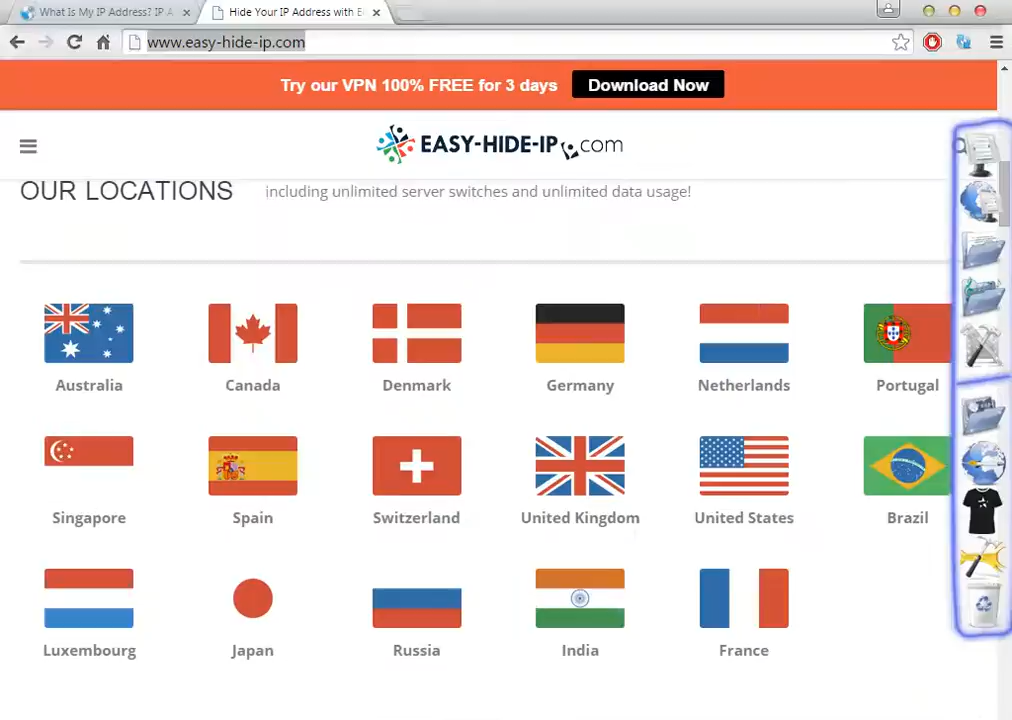 What Is My IP Address? IP A
Hide Your IP Address with E
www.easy-hide-ip.com
Try our VPN 100% FREE for 3 days
Download Now
EASY-HIDE-IP.com
OUR LOCATIONS
including unlimited server switches and unlimited data usage!
Australia
Canada
Denmark
Germany
Netherlands
Portugal
Singapore
Spain
Switzerland
United Kingdom
United States
Brazil
Luxembourg
Japan
Russia
India
France